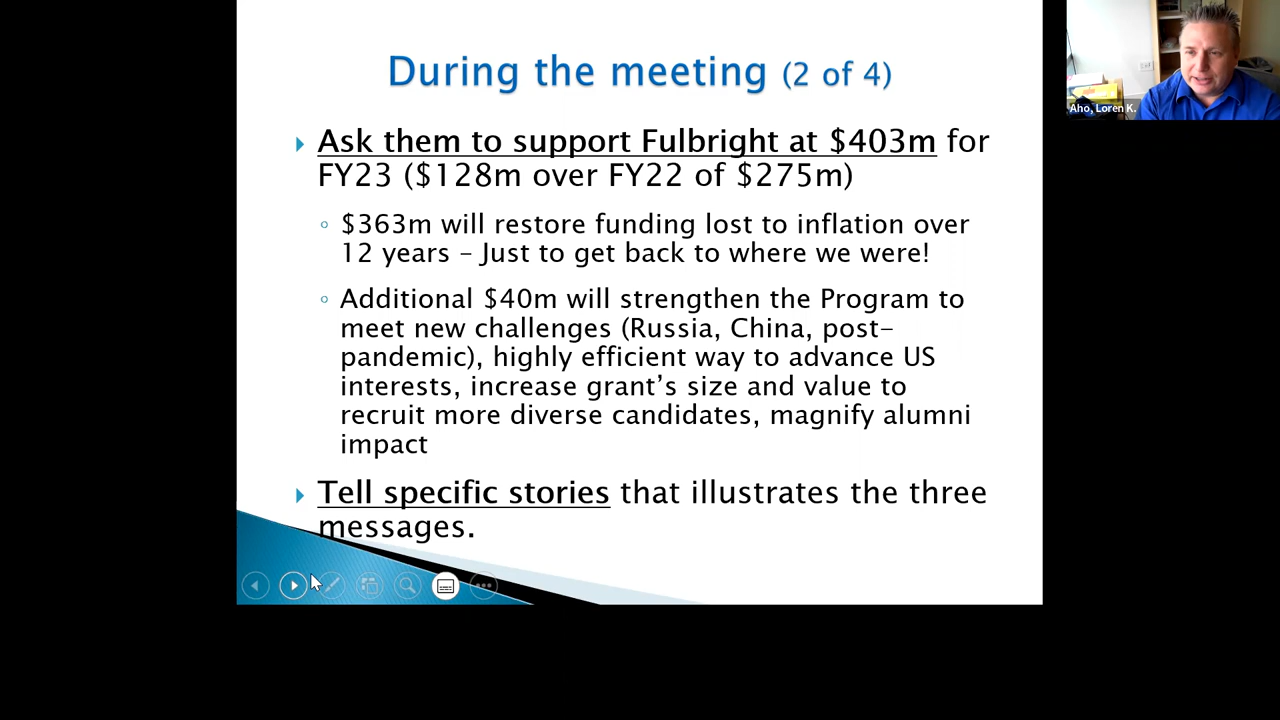 During the meeting (2 of 4)
Ask them to support Fulbright at $403m for
FY23 ($128m over FY22 of $275m)
$363m will restore funding lost to inflation over
12 years – Just to get back to where we were!
Additional $40m will strengthen the Program to
meet new challenges (Russia, China, post-
pandemic), highly efficient way to advance US
interests, increase grant’s size and value to
recruit more diverse candidates, magnify alumni
impact
Tell specific stories that illustrates the three
messages.
Aho, Loren K.